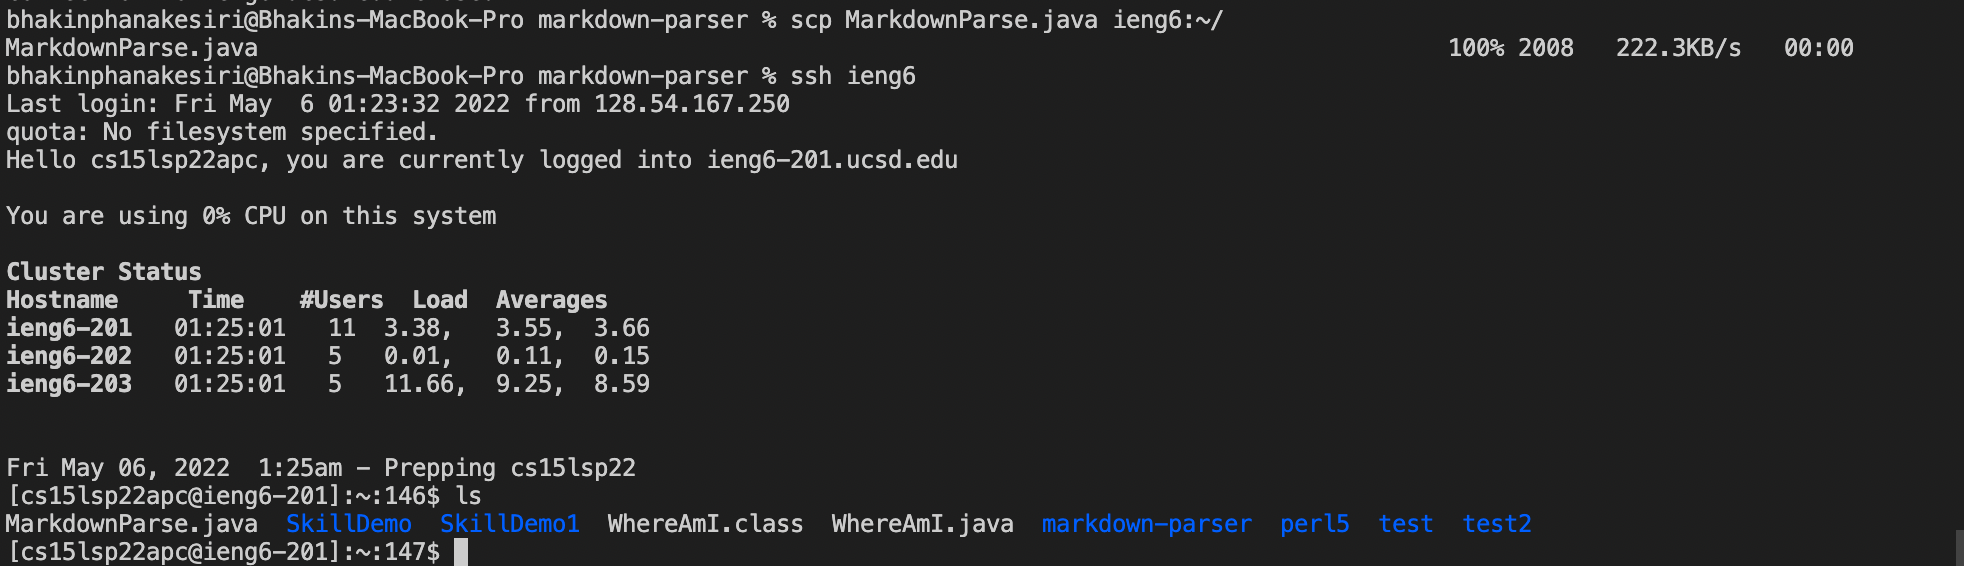 bhakinphanakesiri@Bhakins-MacBook-Pro markdown-parser % scp MarkdownParse.java ieng6:~/
MarkdownParse.java 100% 2008 222.3KB/s 00:00
bhakinphanakesiri@Bhakins-MacBook-Pro markdown-parser % ssh ieng6
Last login: Fri May  6 01:23:32 2022 from 128.54.167.250
quota: No filesystem specified.
Hello cs15lsp22apc, you are currently logged into ieng6-201.ucsd.edu
You are using 0% CPU on this system
Cluster Status
Hostname     Time    #Users  Load  Averages
ieng6-201   01:25:01   11  3.38,   3.55,  3.66
ieng6-202   01:25:01   5   0.01,   0.11,  0.15
ieng6-203   01:25:01   5   11.66,  9.25,  8.59
Fri May 06, 2022  1:25am - Prepping cs15lsp22
[cs15lsp22apc@ieng6-201]:~:146$ ls
MarkdownParse.java  SkillDemo  SkillDemo1  WhereAmI.class  WhereAmI.java  markdown-parser  perl5  test  test2
[cs15lsp22apc@ieng6-201]:~:147$